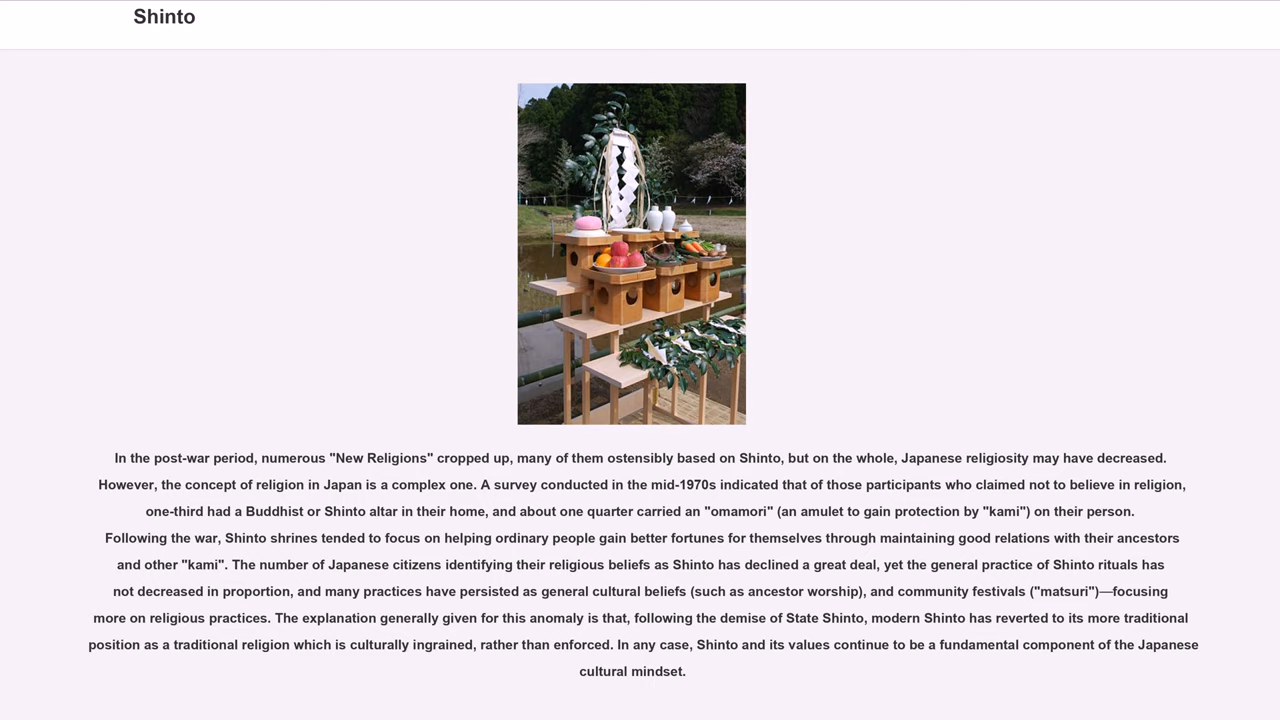 Shinto
In the post-war period, numerous "New Religions" cropped up, many of them ostensibly based on Shinto, but on the whole, Japanese religiosity may have decreased.
However, the concept of religion in Japan is a complex one. A survey conducted in the mid-1970s indicated that of those participants who claimed not to believe in religion,
one-third had a Buddhist or Shinto altar in their home, and about one quarter carried an "omamori" (an amulet to gain protection by "kami") on their person.
Following the war, Shinto shrines tended to focus on helping ordinary people gain better fortunes for themselves through maintaining good relations with their ancestors
and other "kami". The number of Japanese citizens identifying their religious beliefs as Shinto has declined a great deal, yet the general practice of Shinto rituals has
not decreased in proportion, and many practices have persisted as general cultural beliefs (such as ancestor worship), and community festivals ("matsuri")—focusing
more on religious practices. The explanation generally given for this anomaly is that, following the demise of State Shinto, modern Shinto has reverted to its more traditional
position as a traditional religion which is culturally ingrained, rather than enforced. In any case, Shinto and its values continue to be a fundamental component of the Japanese
cultural mindset.